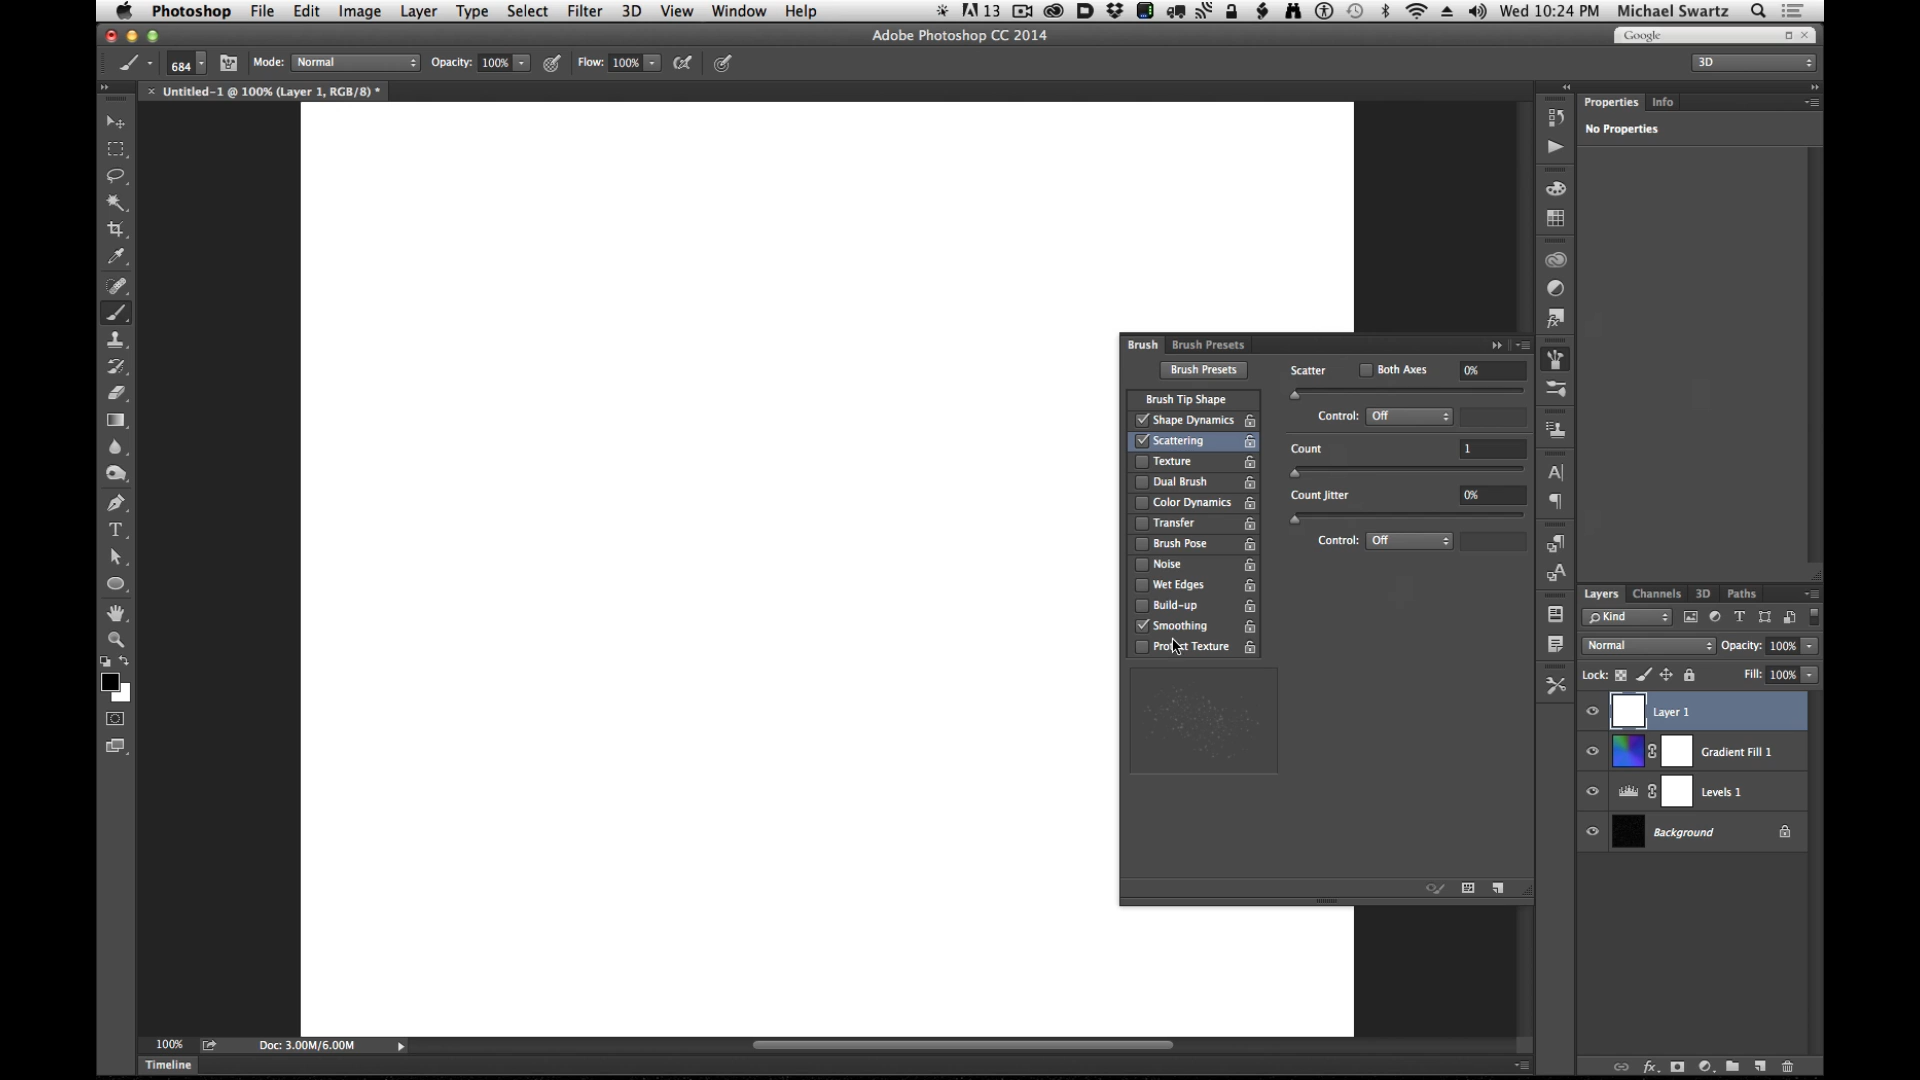 Photoshop File Edit Image Layer Type Select Filter 3D View Window Help 13 Wed 10:24 PM Michael Swartz
Adobe Photoshop CC 2014
Google
684 Mode: Normal Opacity: 100% Flow: 100% 3D
Untitled-1 @ 100% (Layer 1, RGB/8) *
Properties Info
No Properties
Brush Brush Presets
Brush Presets
Scatter Both Axes 0%
Brush Tip Shape
Shape Dynamics
Control: Off
Scattering
Count 1
Texture
Dual Brush
Count Jitter 0%
Color Dynamics
Transfer
Control: Off
Brush Pose
Noise
Wet Edges
Build-up
Smoothing
Protect Texture
Layers Channels 3D Paths
Kind
Normal Opacity: 100%
Lock: Fill: 100%
Layer 1
Gradient Fill 1
Levels 1
Background
100% Doc: 3.00M/6.00M
Timeline